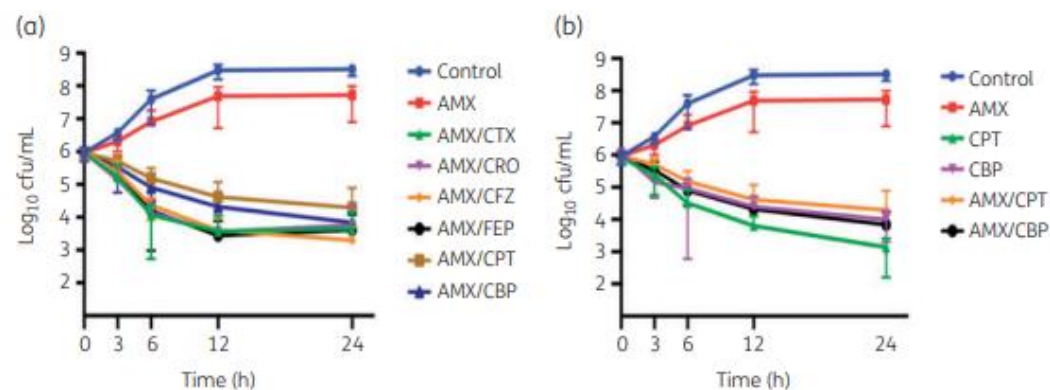 (a)
Log10 cfu/mL
9
8
7
6
5
4
3
2
0 3 6 12 24
Time (h)
Control
AMX
AMX/CTX
AMX/CRO
AMX/CFZ
AMX/FEP
AMX/CPT
AMX/CBP
(b)
Log10 cfu/mL
9
8
7
6
5
4
3
2
0 3 6 12 24
Time (h)
Control
AMX
CPT
CBP
AMX/CPT
AMX/CBP